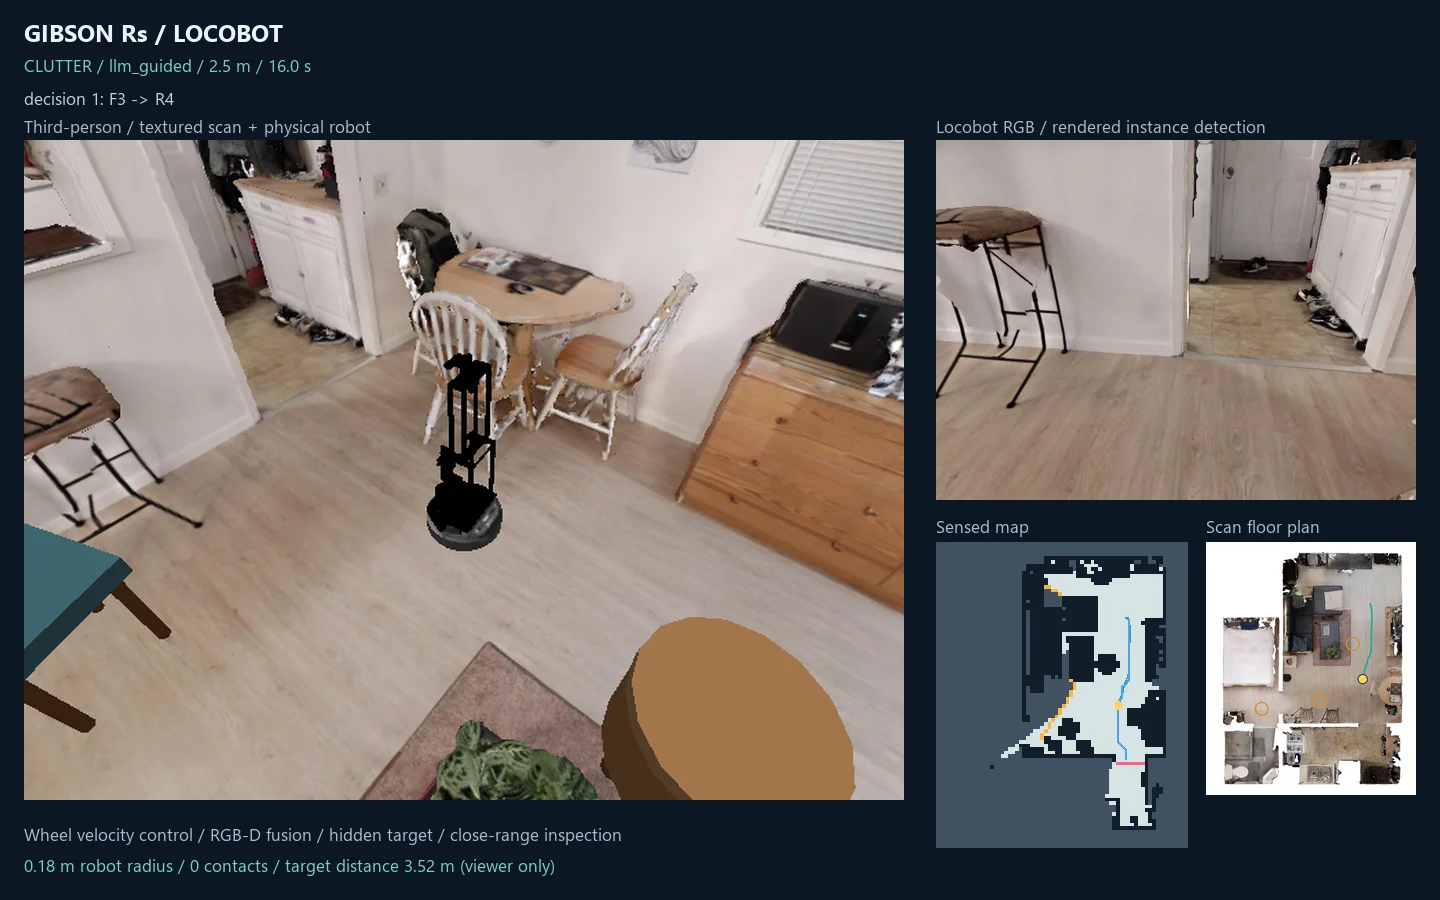 GIBSON Rs / LOCOBOT
CLUTTER / llm_guided / 2.5 m / 16.0 s
decision 1: F3 -> R4
Third-person / textured scan + physical robot
Locobot RGB / rendered instance detection
Sensed map
Scan floor plan
Wheel velocity control / RGB-D fusion / hidden target / close-range inspection
0.18 m robot radius / 0 contacts / target distance 3.52 m (viewer only)